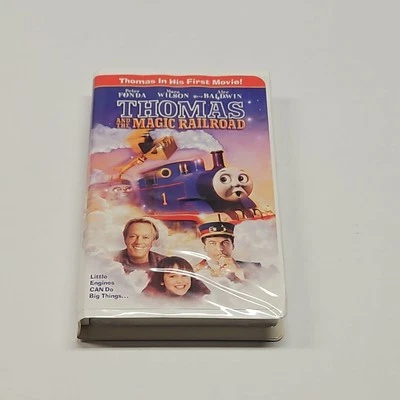 Thomas In His First Movie!
Peter Mara Alec
FONDA WILSON BALDWIN
THOMAS
AND THE MAGIC RAILROAD
Little
Engines
CAN Do
Big Things...